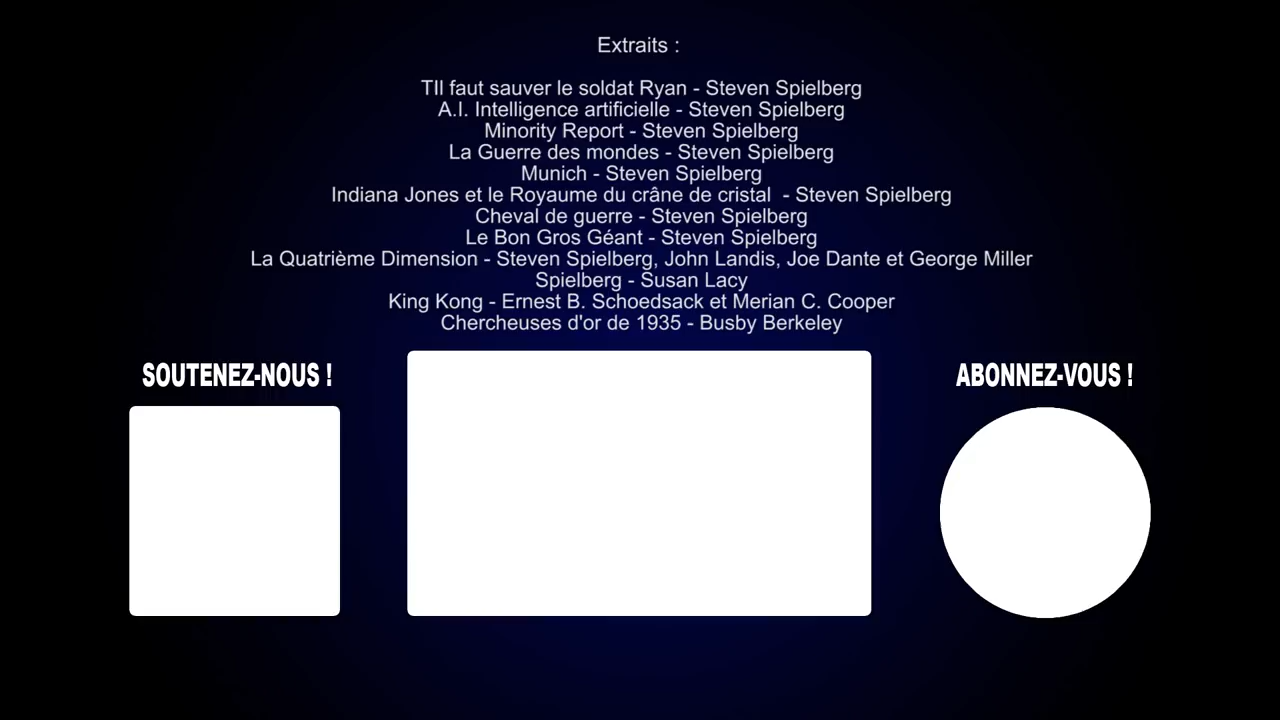 Extraits :
TIl faut sauver le soldat Ryan - Steven Spielberg
A.I. Intelligence artificielle - Steven Spielberg
Minority Report - Steven Spielberg
La Guerre des mondes - Steven Spielberg
Munich - Steven Spielberg
Indiana Jones et le Royaume du crâne de cristal  - Steven Spielberg
Cheval de guerre - Steven Spielberg
Le Bon Gros Géant - Steven Spielberg
La Quatrième Dimension - Steven Spielberg, John Landis, Joe Dante et George Miller
Spielberg - Susan Lacy
King Kong - Ernest B. Schoedsack et Merian C. Cooper
Chercheuses d'or de 1935 - Busby Berkeley
SOUTENEZ-NOUS !
ABONNEZ-VOUS !